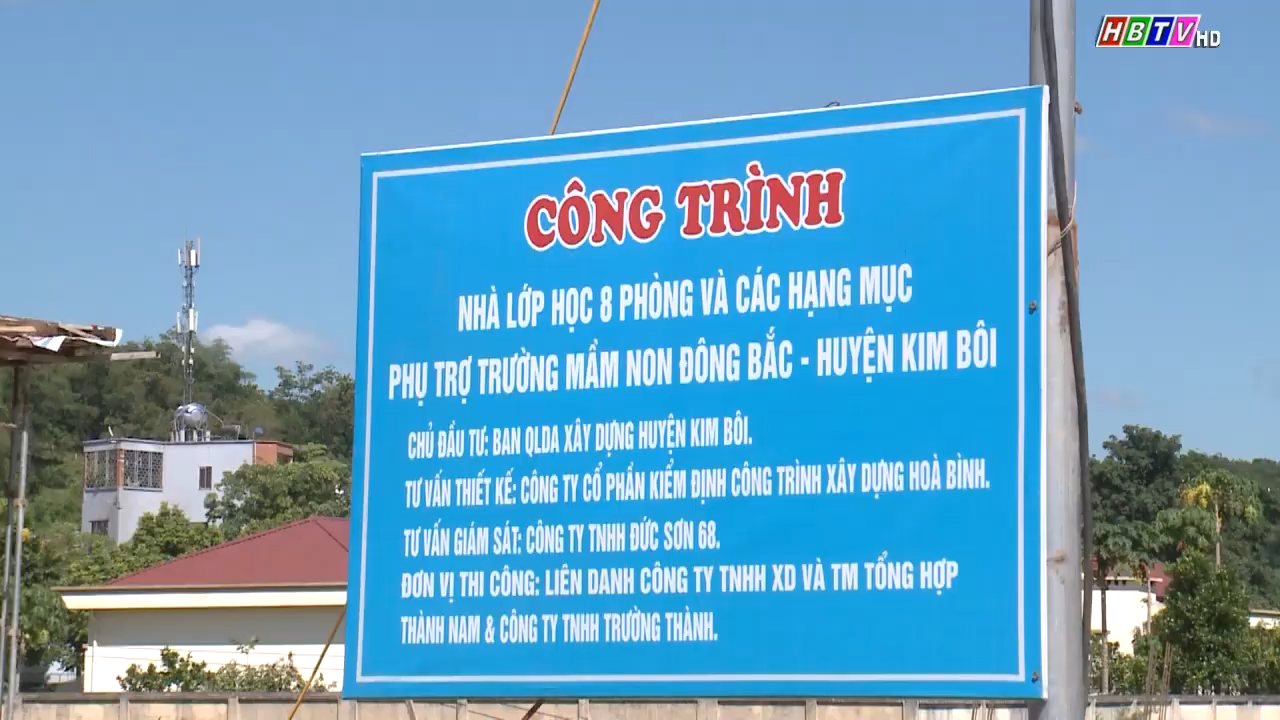 HBTV HD
CÔNG TRÌNH
NHÀ LỚP HỌC 8 PHÒNG VÀ CÁC HẠNG MỤC
PHỤ TRỢ TRƯỜNG MẦM NON ĐÔNG BẮC - HUYỆN KIM BÔI
CHỦ ĐẦU TƯ: BAN QLDA XÂY DỰNG HUYỆN KIM BÔI.
TƯ VẤN THIẾT KẾ: CÔNG TY CỔ PHẦN KIỂM ĐỊNH CÔNG TRÌNH XÂY DỰNG HOÀ BÌNH.
TƯ VẤN GIÁM SÁT: CÔNG TY TNHH ĐỨC SƠN 68.
ĐƠN VỊ THI CÔNG: LIÊN DANH CÔNG TY TNHH XD VÀ TM TỔNG HỢP
THÀNH NAM & CÔNG TY TNHH TRƯỜNG THÀNH.